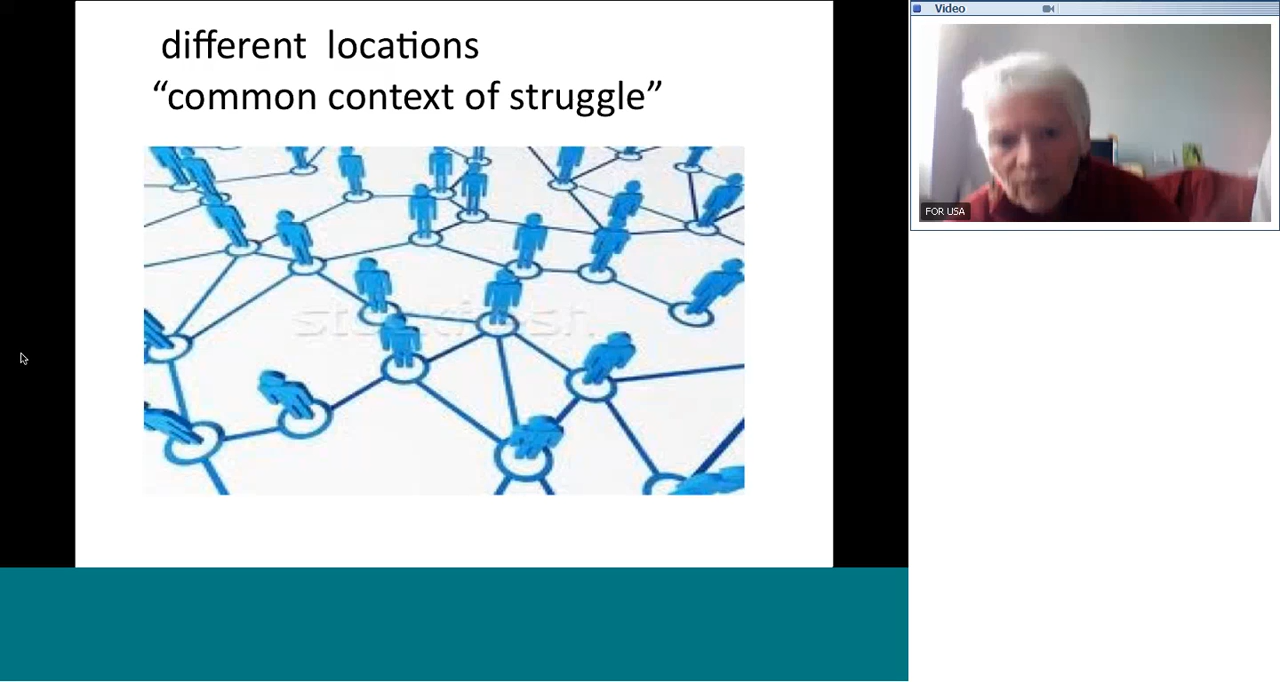 different locations
“common context of struggle”
Video
FOR USA